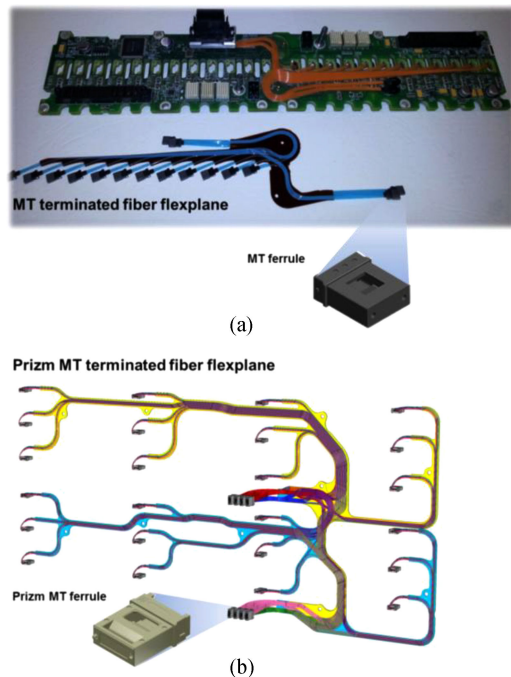 MT terminated fiber flexplane
MT ferrule
(a)
Prizm MT terminated fiber flexplane
Prizm MT ferrule
(b)